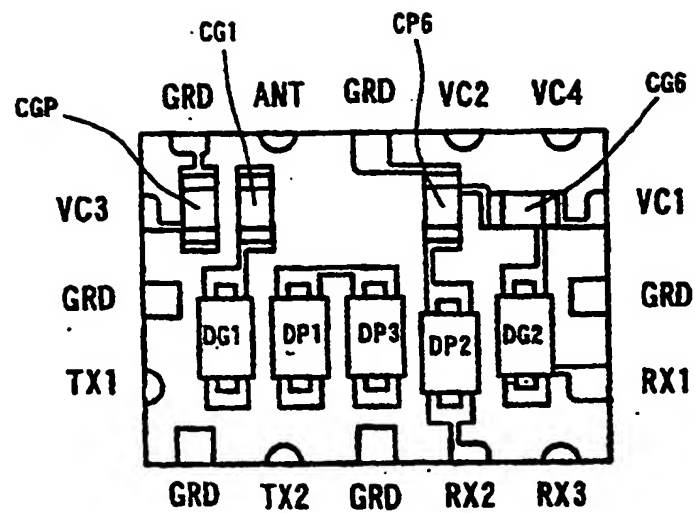 CG1 CP6
CGP GRD ANT GRD VC2 VC4 CG6
VC3 VC1
GRD GRD
DG1 DP1 DP3 DP2 DG2
TX1 RX1
GRD TX2 GRD RX2 RX3